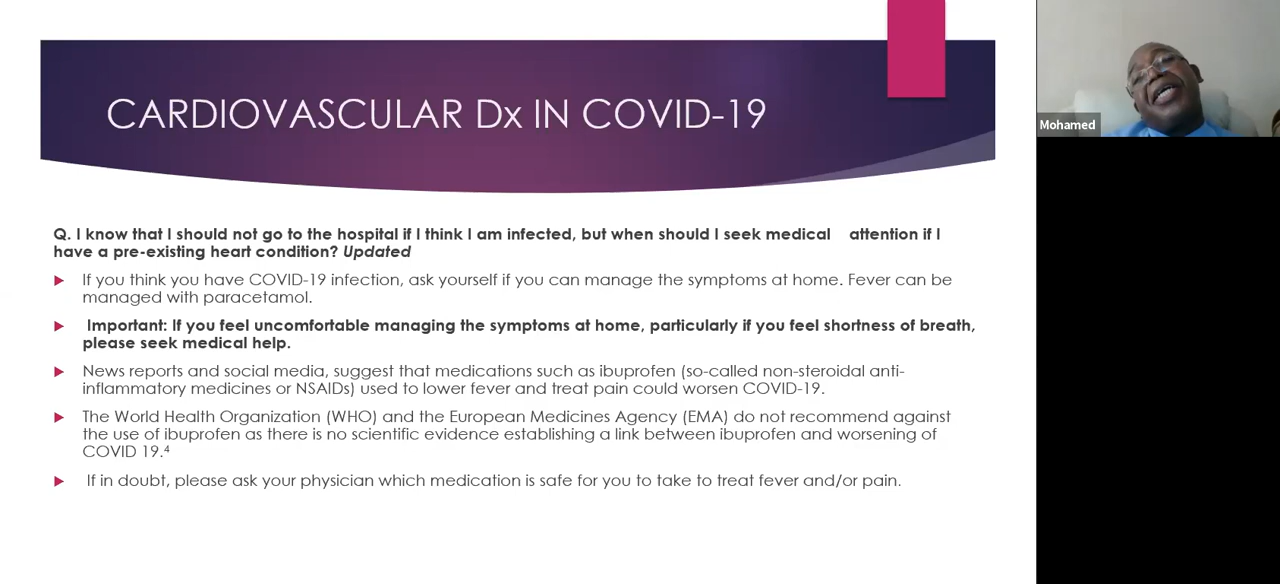 CARDIOVASCULAR Dx IN COVID-19
Mohamed
Q. I know that I should not go to the hospital if I think I am infected, but when should I seek medical attention if I
have a pre-existing heart condition? Updated
If you think you have COVID-19 infection, ask yourself if you can manage the symptoms at home. Fever can be
managed with paracetamol.
Important: If you feel uncomfortable managing the symptoms at home, particularly if you feel shortness of breath,
please seek medical help.
News reports and social media, suggest that medications such as ibuprofen (so-called non-steroidal anti-
inflammatory medicines or NSAIDs) used to lower fever and treat pain could worsen COVID-19.
The World Health Organization (WHO) and the European Medicines Agency (EMA) do not recommend against
the use of ibuprofen as there is no scientific evidence establishing a link between ibuprofen and worsening of
COVID 19.⁴
If in doubt, please ask your physician which medication is safe for you to take to treat fever and/or pain.